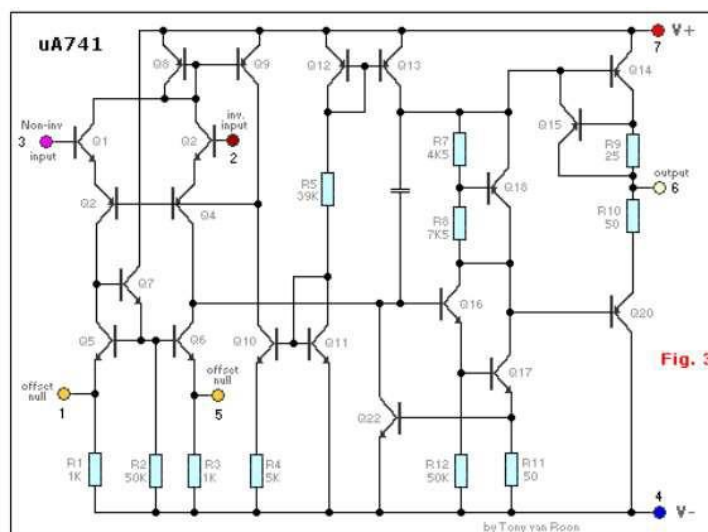 uA741
7 V+
Q8
Q9
Q12
Q13
Q14
Non-inv
3
input
Q1
inv.
input
2
Q2
Q15
R7
4K5
R9
25
R5
39K
Q18
output
6
Q2
Q4
R8
7K5
R10
50
Q7
Q16
Q20
Q5
Q6
Q10
Q11
Fig. 3
Q17
offset
null
1
offset
null
5
Q22
R1
1K
R2
50K
R3
1K
R4
5K
R12
50K
R11
50
4
V-
by Tony van Roon